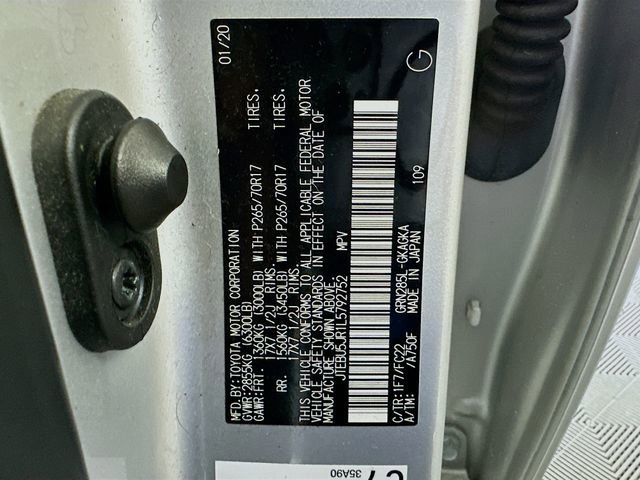 MFD.BY:TOYOTA MOTOR CORPORATION 01/20
GVWR:2855KG (6300LB)
GAWR:FRT. 1360KG (3000LB) WITH P265/70R17 TIRES.
17X7 1/2J RIMS.
RR. 1565KG (3450LB) WITH P265/70R17 TIRES.
17X7 1/2J RIMS.
THIS VEHICLE CONFORMS TO ALL APPLICABLE FEDERAL MOTOR
VEHICLE SAFETY STANDARDS IN EFFECT ON THE DATE OF
MANUFACTURE SHOWN ABOVE.
JTEBU5JR1L5792752 MPV
C/TR:1F7/FC22 GRN285L-GKAGKA
A/TM: /A750F MADE IN JAPAN 109
G
35A90